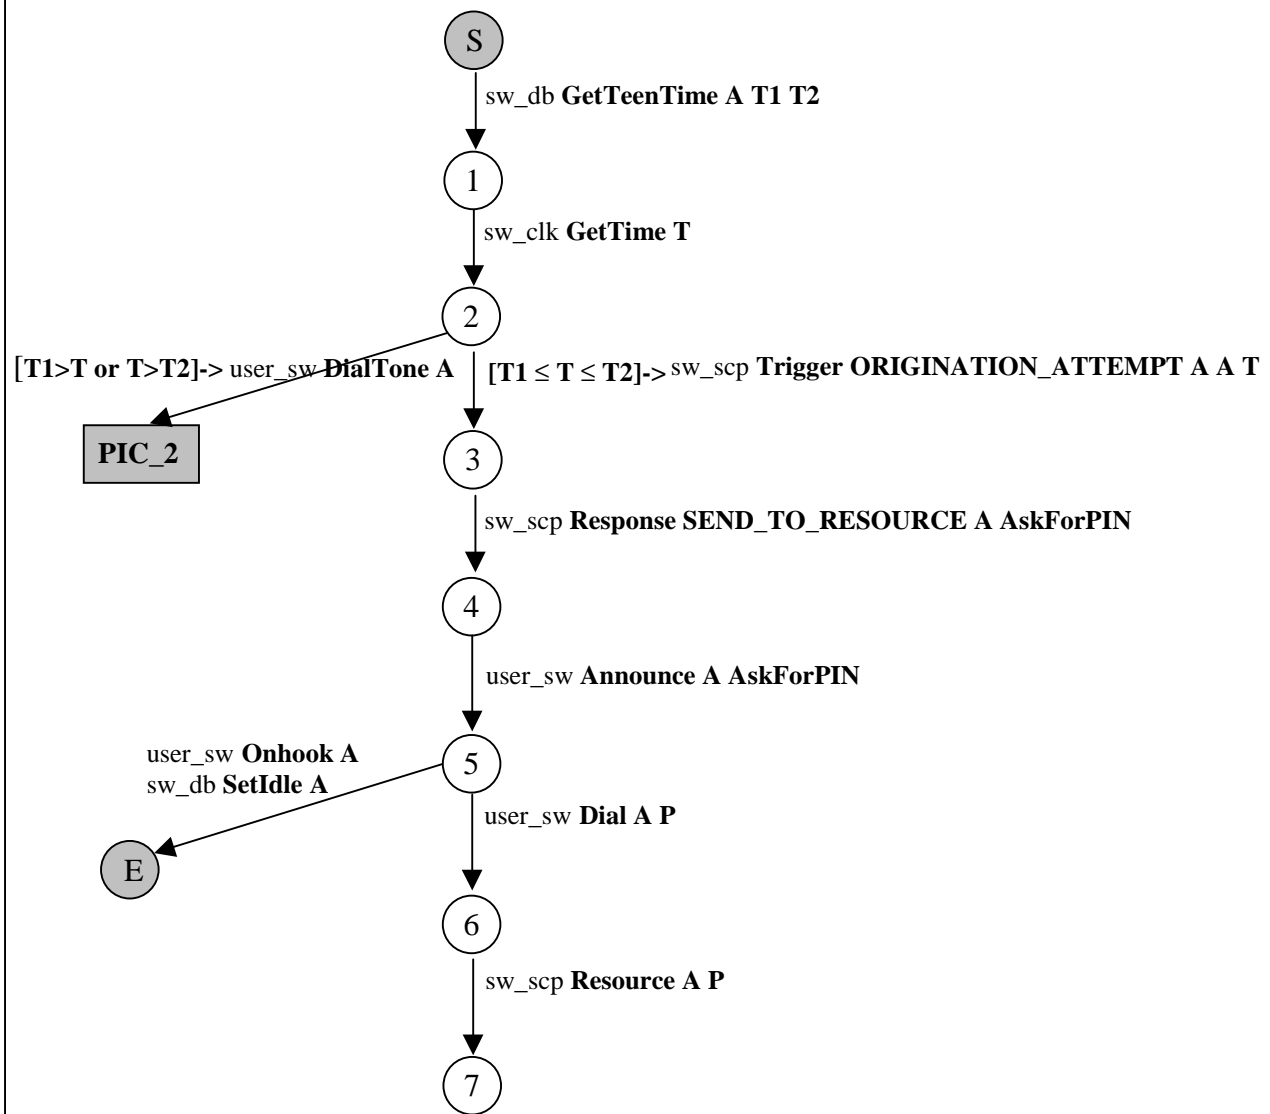 S
sw_db GetTeenTime A T1 T2
1
sw_clk GetTime T
2
[T1>T or T>T2]-> user_sw DialTone A
[T1 ≤ T ≤ T2]-> sw_scp Trigger ORIGINATION_ATTEMPT A A T
PIC_2
3
sw_scp Response SEND_TO_RESOURCE A AskForPIN
4
user_sw Announce A AskForPIN
5
user_sw Onhook A
sw_db SetIdle A
user_sw Dial A P
E
6
sw_scp Resource A P
7